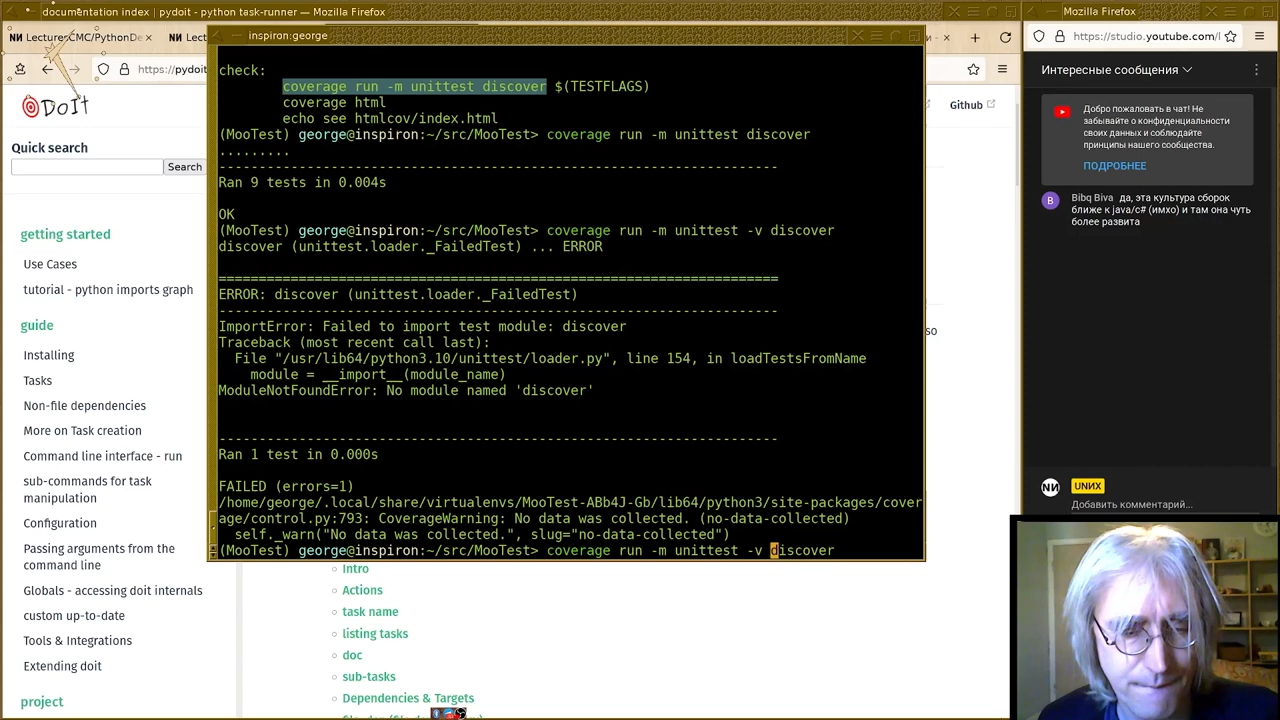 documentation index | pydoit - python task-runner — Mozilla Firefox
Mozilla Firefox
inspiron:george
https://pydoit
https://studio.youtube.com/l
DoIt
Github
Quick search
Search
getting started
Use Cases
tutorial - python imports graph
guide
Installing
Tasks
Non-file dependencies
More on Task creation
Command line interface - run
sub-commands for task
manipulation
Configuration
Passing arguments from the
command line
Globals - accessing doit internals
custom up-to-date
Tools & Integrations
Extending doit
project
check:
coverage run -m unittest discover $(TESTFLAGS)
coverage html
echo see htmlcov/index.html
(MooTest) george@inspiron:~/src/MooTest> coverage run -m unittest discover
.........
----------------------------------------------------------------------
Ran 9 tests in 0.004s
OK
(MooTest) george@inspiron:~/src/MooTest> coverage run -m unittest -v discover
discover (unittest.loader._FailedTest) ... ERROR
======================================================================
ERROR: discover (unittest.loader._FailedTest)
----------------------------------------------------------------------
ImportError: Failed to import test module: discover
Traceback (most recent call last):
File "/usr/lib64/python3.10/unittest/loader.py", line 154, in loadTestsFromName
module = __import__(module_name)
ModuleNotFoundError: No module named 'discover'
----------------------------------------------------------------------
Ran 1 test in 0.000s
FAILED (errors=1)
/home/george/.local/share/virtualenvs/MooTest-ABb4J-Gb/lib64/python3/site-packages/cover
age/control.py:793: CoverageWarning: No data was collected. (no-data-collected)
self._warn("No data was collected.", slug="no-data-collected")
(MooTest) george@inspiron:~/src/MooTest> coverage run -m unittest -v discover
so
Intro
Actions
task name
listing tasks
doc
sub-tasks
Dependencies & Targets
Интересные сообщения
Добро пожаловать в чат! Не
забывайте о конфиденциальности
своих данных и соблюдайте
принципы нашего сообщества.
ПОДРОБНЕЕ
B
Bibq Biva да, эта культура сборок
ближе к java/c# (имхо) и там она чуть
более развита
UNIX
Добавить комментарий